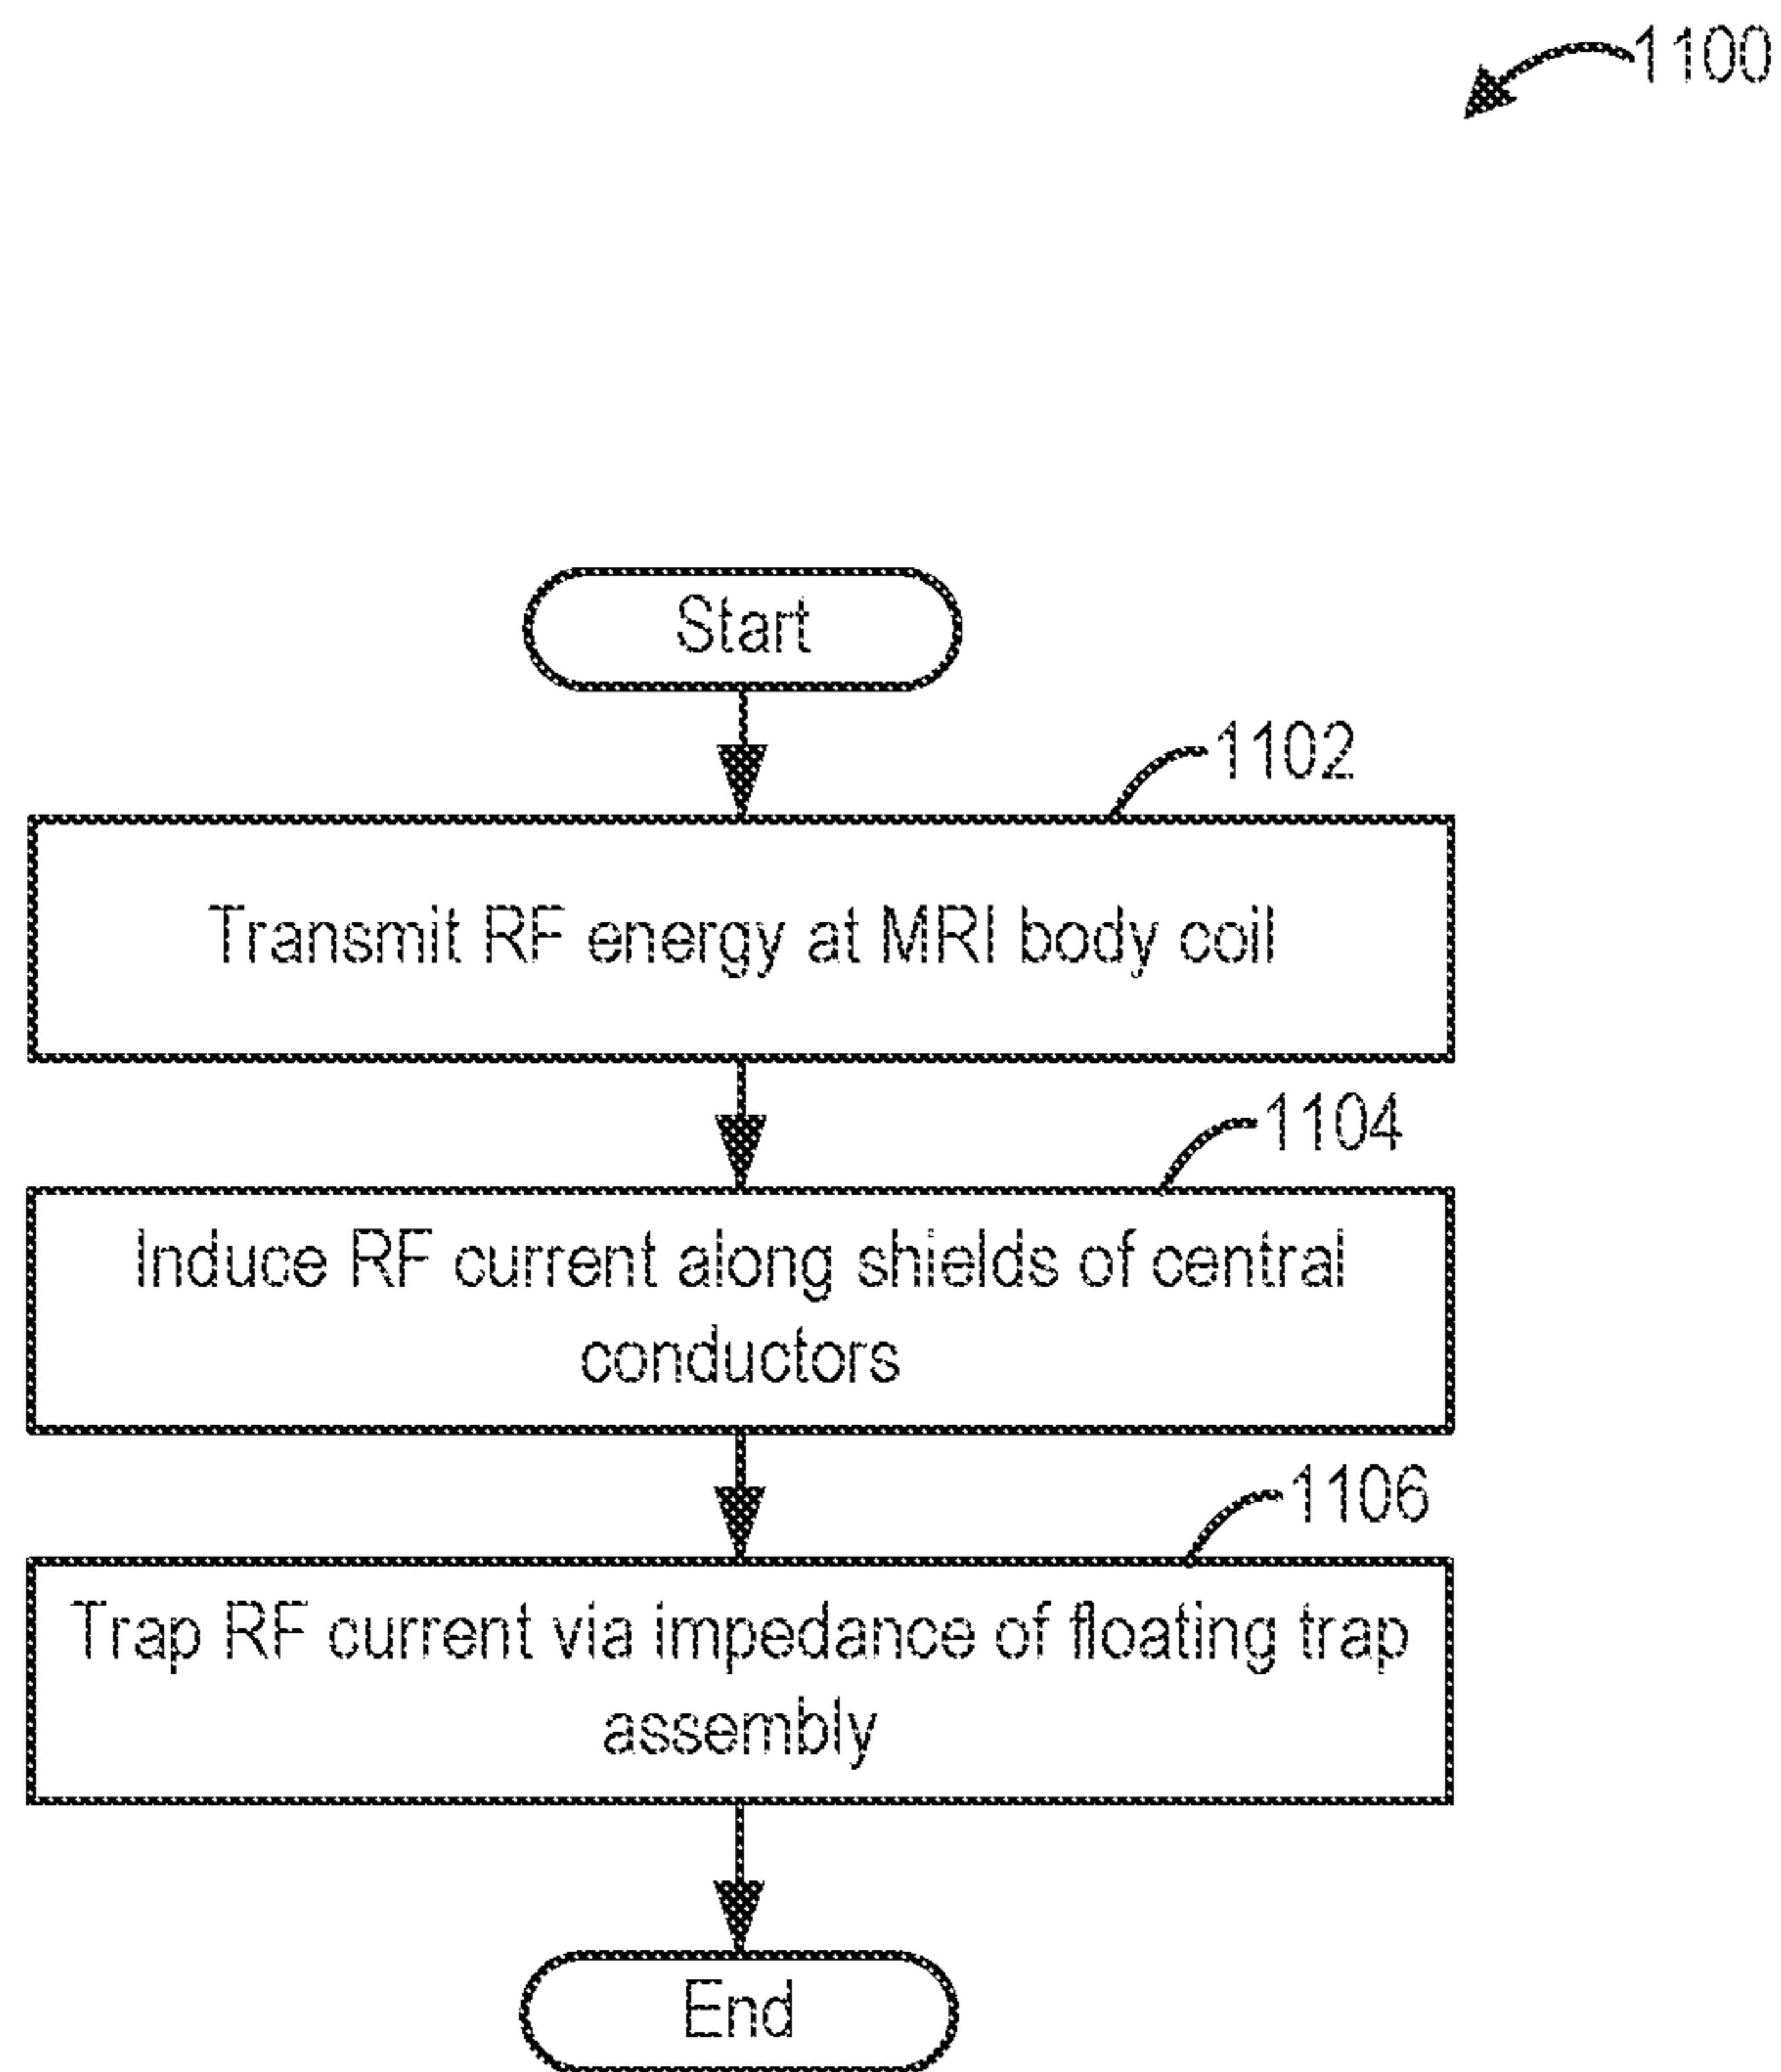 1100
Start
1102
Transmit RF energy at MRI body coil
1104
Induce RF current along shields of central
conductors
1106
Trap RF current via impedance of floating trap
assembly
End